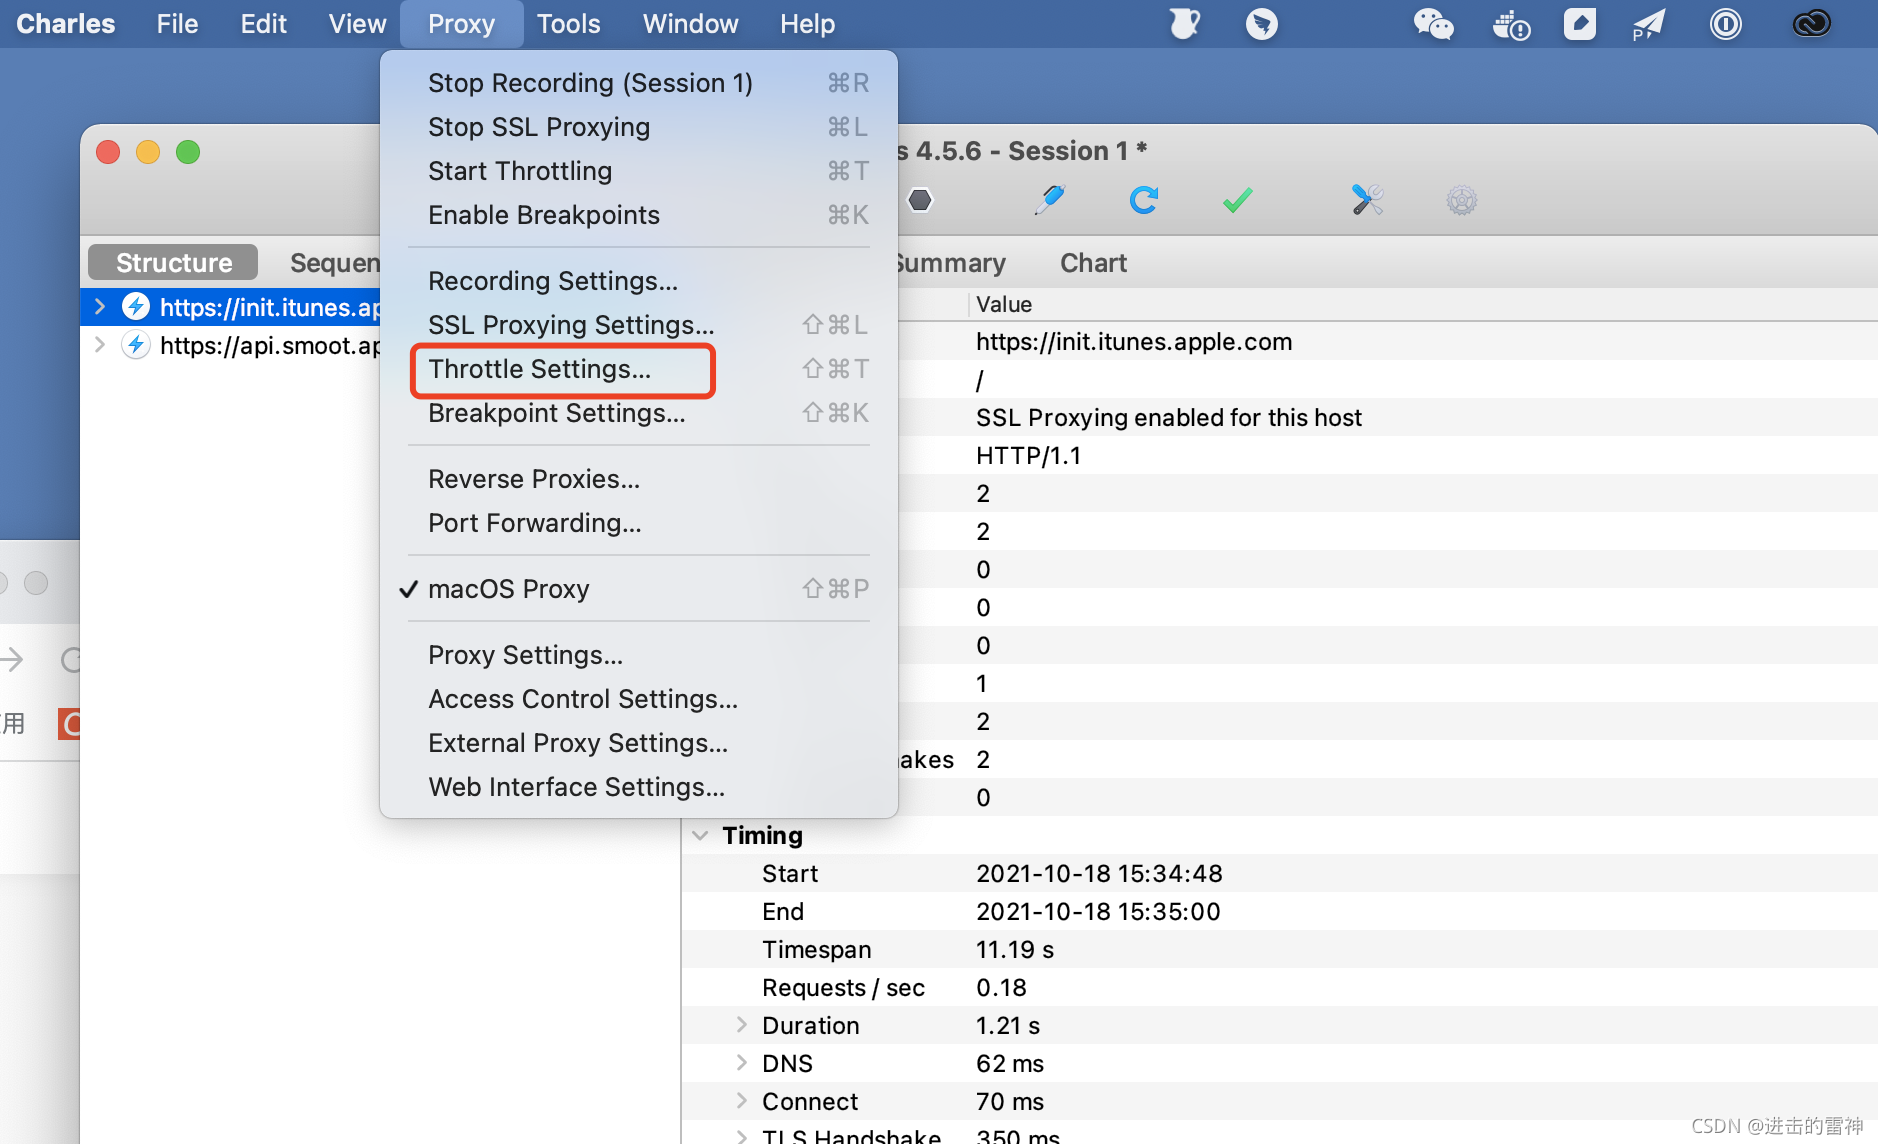 Charles File Edit View Proxy Tools Window Help
Stop Recording (Session 1) ⌘R
Stop SSL Proxying ⌘L
Start Throttling ⌘T
Enable Breakpoints ⌘K
Recording Settings...
SSL Proxying Settings... ⇧⌘L
Throttle Settings... ⇧⌘T
Breakpoint Settings... ⇧⌘K
Reverse Proxies...
Port Forwarding...
✓ macOS Proxy ⇧⌘P
Proxy Settings...
Access Control Settings...
External Proxy Settings...
Web Interface Settings...
s 4.5.6 - Session 1 *
Structure Sequen
Summary Chart
https://init.itunes.ap
https://api.smoot.ap
Value
https://init.itunes.apple.com
/
SSL Proxying enabled for this host
HTTP/1.1
2
2
0
0
0
1
2
akes 2
0
Timing
Start 2021-10-18 15:34:48
End 2021-10-18 15:35:00
Timespan 11.19 s
Requests / sec 0.18
Duration 1.21 s
DNS 62 ms
Connect 70 ms
TLS Handshake 350 ms
用
CSDN @进击的雷神